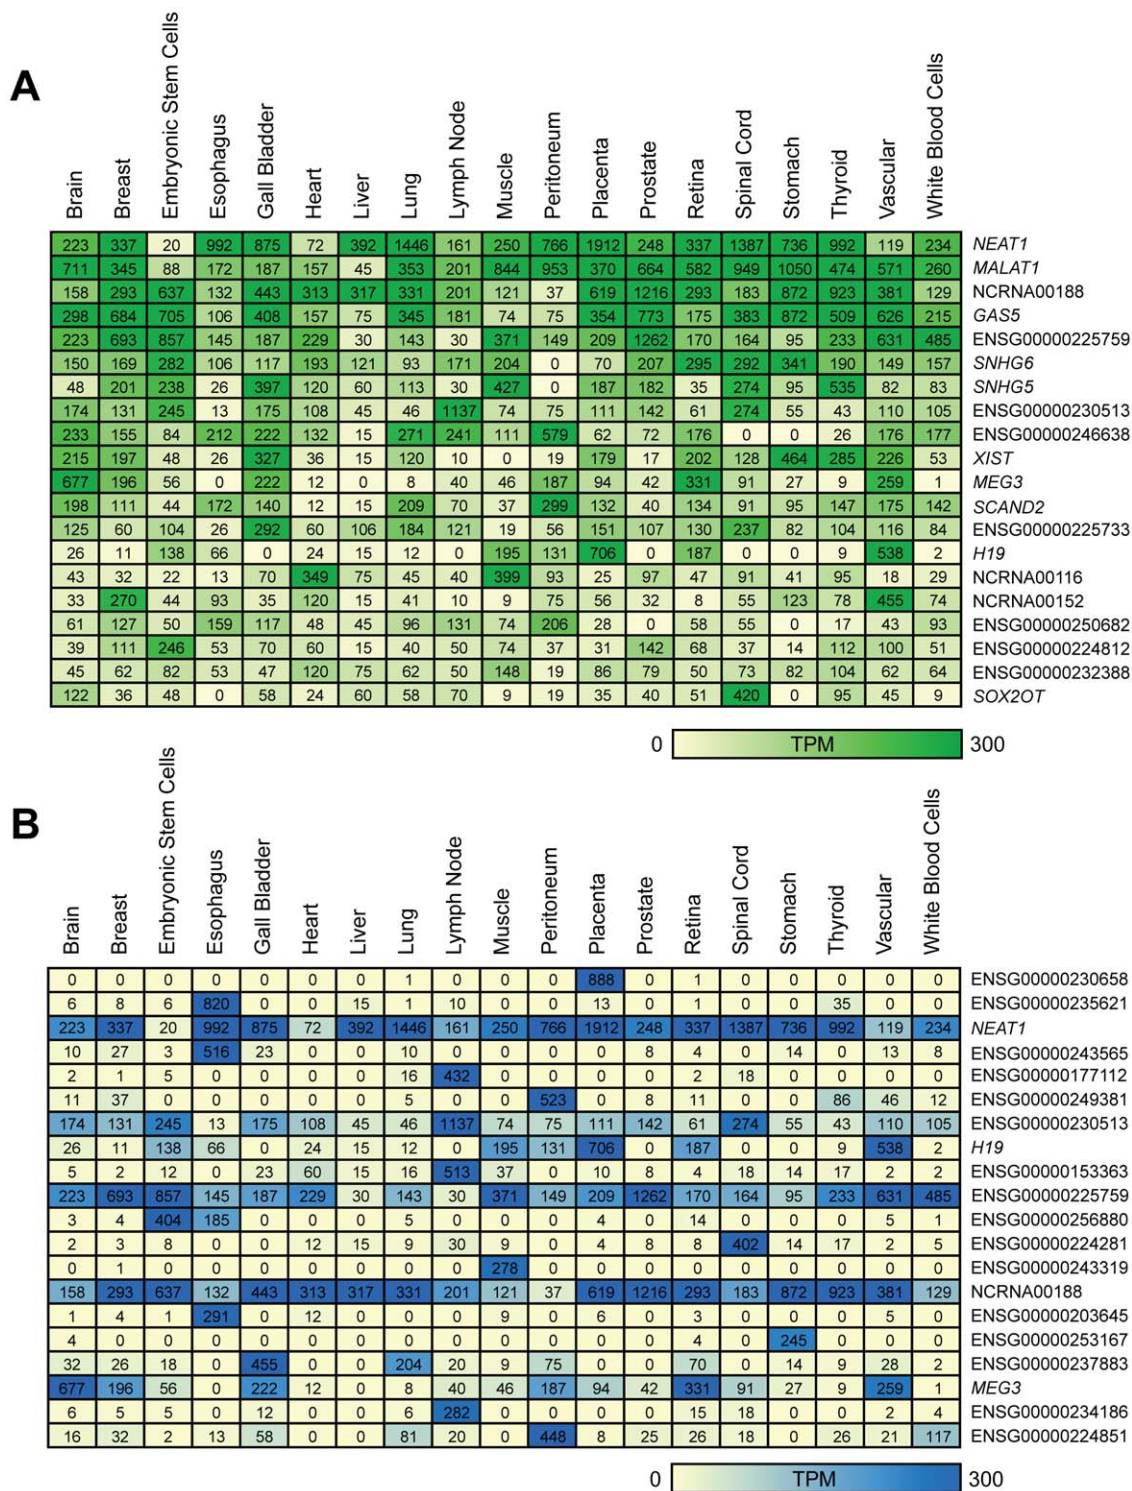 A
Brain Breast Embryonic Stem Cells Esophagus Gall Bladder Heart Liver Lung Lymph Node Muscle Peritoneum Placenta Prostate Retina Spinal Cord Stomach Thyroid Vascular White Blood Cells
223 337 20 992 875 72 392 1446 161 250 766 1912 248 337 1387 736 992 119 234 NEAT1
711 345 88 172 187 157 45 353 201 844 953 370 664 582 949 1050 474 571 260 MALAT1
158 293 637 132 443 313 317 331 201 121 37 619 1216 293 183 872 923 381 129 NCRNA00188
298 684 705 106 408 157 75 345 181 74 75 354 773 175 383 872 509 626 215 GAS5
223 693 857 145 187 229 30 143 30 371 149 209 1262 170 164 95 233 631 485 ENSG00000225759
150 169 282 106 117 193 121 93 171 204 0 70 207 295 292 341 190 149 157 SNHG6
48 201 238 26 397 120 60 113 30 427 0 187 182 35 274 95 535 82 83 SNHG5
174 131 245 13 175 108 45 46 1137 74 75 111 142 61 274 55 43 110 105 ENSG00000230513
233 155 84 212 222 132 15 271 241 111 579 62 72 176 0 0 26 176 177 ENSG00000246638
215 197 48 26 327 36 15 120 10 0 19 179 17 202 128 464 285 226 53 XIST
677 196 56 0 222 12 0 8 40 46 187 94 42 331 91 27 9 259 1 MEG3
198 111 44 172 140 12 15 209 70 37 299 132 40 134 91 95 147 175 142 SCAND2
125 60 104 26 292 60 106 184 121 19 56 151 107 130 237 82 104 116 84 ENSG00000225733
26 11 138 66 0 24 15 12 0 195 131 706 0 187 0 0 9 538 2 H19
43 32 22 13 70 349 75 45 40 399 93 25 97 47 91 41 95 18 29 NCRNA00116
33 270 44 93 35 120 15 41 10 9 75 56 32 8 55 123 78 455 74 NCRNA00152
61 127 50 159 117 48 45 96 131 74 206 28 0 58 55 0 17 43 93 ENSG00000250682
39 111 246 53 70 60 15 40 50 74 37 31 142 68 37 14 112 100 51 ENSG00000224812
45 62 82 53 47 120 75 62 50 148 19 86 79 50 73 82 104 62 64 ENSG00000232388
122 36 48 0 58 24 60 58 70 9 19 35 40 51 420 0 95 45 9 SOX2OT
0 TPM 300
B
Brain Breast Embryonic Stem Cells Esophagus Gall Bladder Heart Liver Lung Lymph Node Muscle Peritoneum Placenta Prostate Retina Spinal Cord Stomach Thyroid Vascular White Blood Cells
0 0 0 0 0 0 0 1 0 0 0 888 0 1 0 0 0 0 0 ENSG00000230658
6 8 6 820 0 0 15 1 10 0 0 13 0 1 0 0 35 0 0 ENSG00000235621
223 337 20 992 875 72 392 1446 161 250 766 1912 248 337 1387 736 992 119 234 NEAT1
10 27 3 516 23 0 0 10 0 0 0 0 8 4 0 14 0 13 8 ENSG00000243565
2 1 5 0 0 0 0 16 432 0 0 0 0 2 18 0 0 0 0 ENSG00000177112
11 37 0 0 0 0 0 5 0 0 523 0 8 11 0 0 86 46 12 ENSG00000249381
174 131 245 13 175 108 45 46 1137 74 75 111 142 61 274 55 43 110 105 ENSG00000230513
26 11 138 66 0 24 15 12 0 195 131 706 0 187 0 0 9 538 2 H19
5 2 12 0 23 60 15 16 513 37 0 10 8 4 18 14 17 2 2 ENSG00000153363
223 693 857 145 187 229 30 143 30 371 149 209 1262 170 164 95 233 631 485 ENSG00000225759
3 4 404 185 0 0 0 5 0 0 0 4 0 14 0 0 0 5 1 ENSG00000256880
2 3 8 0 0 12 15 9 30 9 0 4 8 8 402 14 17 2 5 ENSG00000224281
0 1 0 0 0 0 0 0 0 278 0 0 0 0 0 0 0 0 0 ENSG00000243319
158 293 637 132 443 313 317 331 201 121 37 619 1216 293 183 872 923 381 129 NCRNA00188
1 4 1 291 0 12 0 0 0 9 0 6 0 3 0 0 0 5 0 ENSG00000203645
4 0 0 0 0 0 0 0 0 0 0 0 0 4 0 245 0 0 0 ENSG00000253167
32 26 18 0 455 0 0 204 20 9 75 0 0 70 0 14 9 28 2 ENSG00000237883
677 196 56 0 222 12 0 8 40 46 187 94 42 331 91 27 9 259 1 MEG3
6 5 5 0 12 0 0 6 282 0 0 0 0 15 18 0 0 2 4 ENSG00000234186
16 32 2 13 58 0 0 81 20 0 448 8 25 26 18 0 26 21 117 ENSG00000224851
0 TPM 300